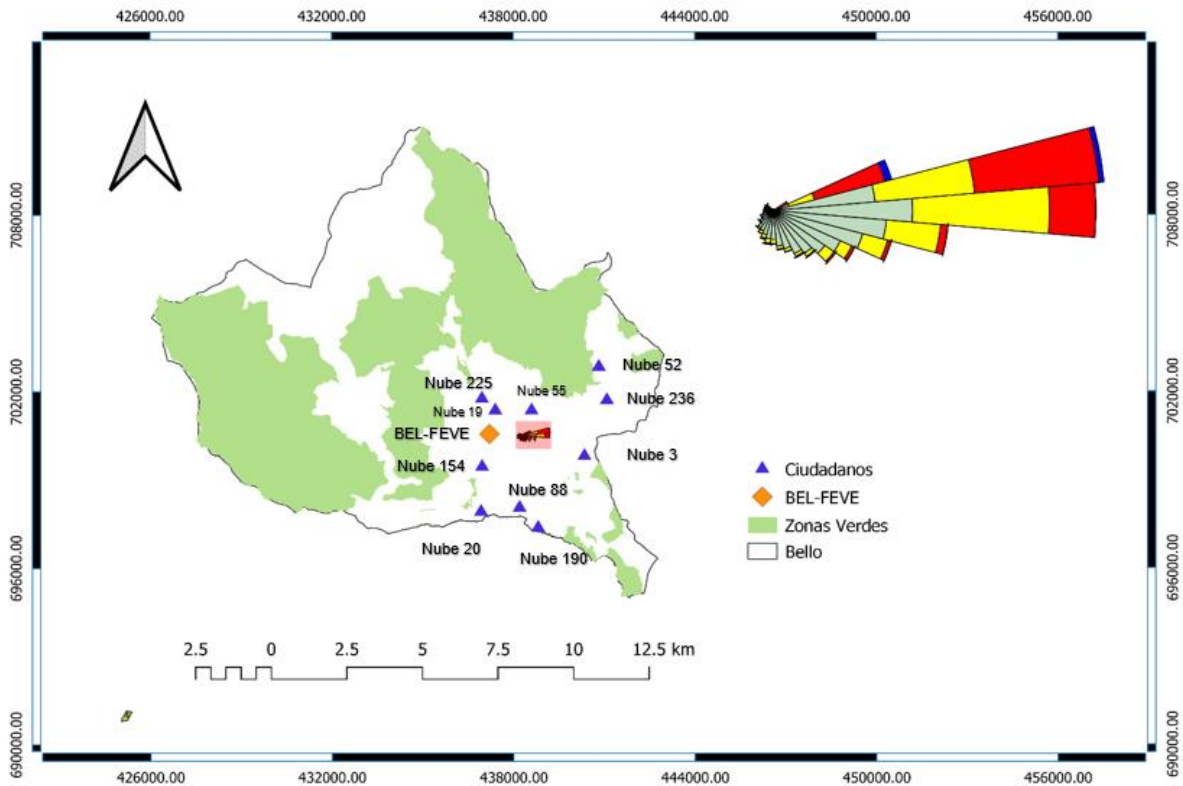 426000.00 432000.00 438000.00 444000.00 450000.00 456000.00
708000.00 708000.00
Nube 52
Nube 225
Nube 55
702000.00 702000.00
Nube 236
Nube 19
BEL-FEVE
Nube 3
Nube 154
Ciudadanos
Nube 88
BEL-FEVE
Zonas Verdes
Nube 20
Bello
Nube 190
696000.00 696000.00
2.5 0 2.5 5 7.5 10 12.5 km
690000.00 690000.00
426000.00 432000.00 438000.00 444000.00 450000.00 456000.00